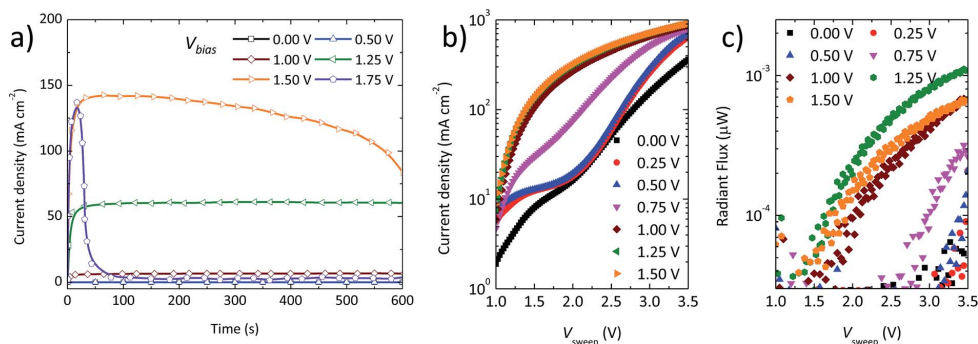 a)
V_bias
0.00 V 0.50 V
1.00 V 1.25 V
1.50 V 1.75 V
Current density (mA cm⁻²)
200
150
100
50
0
0 100 200 300 400 500 600
Time (s)
b)
Current density (mA cm⁻²)
10³
10²
10¹
10⁰
0.00 V
0.25 V
0.50 V
0.75 V
1.00 V
1.25 V
1.50 V
1.0 1.5 2.0 2.5 3.0 3.5
V_sweep (V)
c)
0.00 V 0.25 V
0.50 V 0.75 V
1.00 V 1.25 V
1.50 V
Radiant Flux (μW)
10⁻³
10⁻⁴
1.0 1.5 2.0 2.5 3.0 3.5
V_sweep (V)